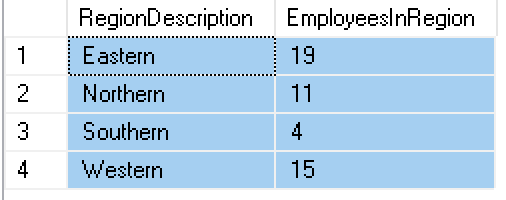 RegionDescription EmployeesInRegion
1 Eastern 19
2 Northern 11
3 Southern 4
4 Western 15